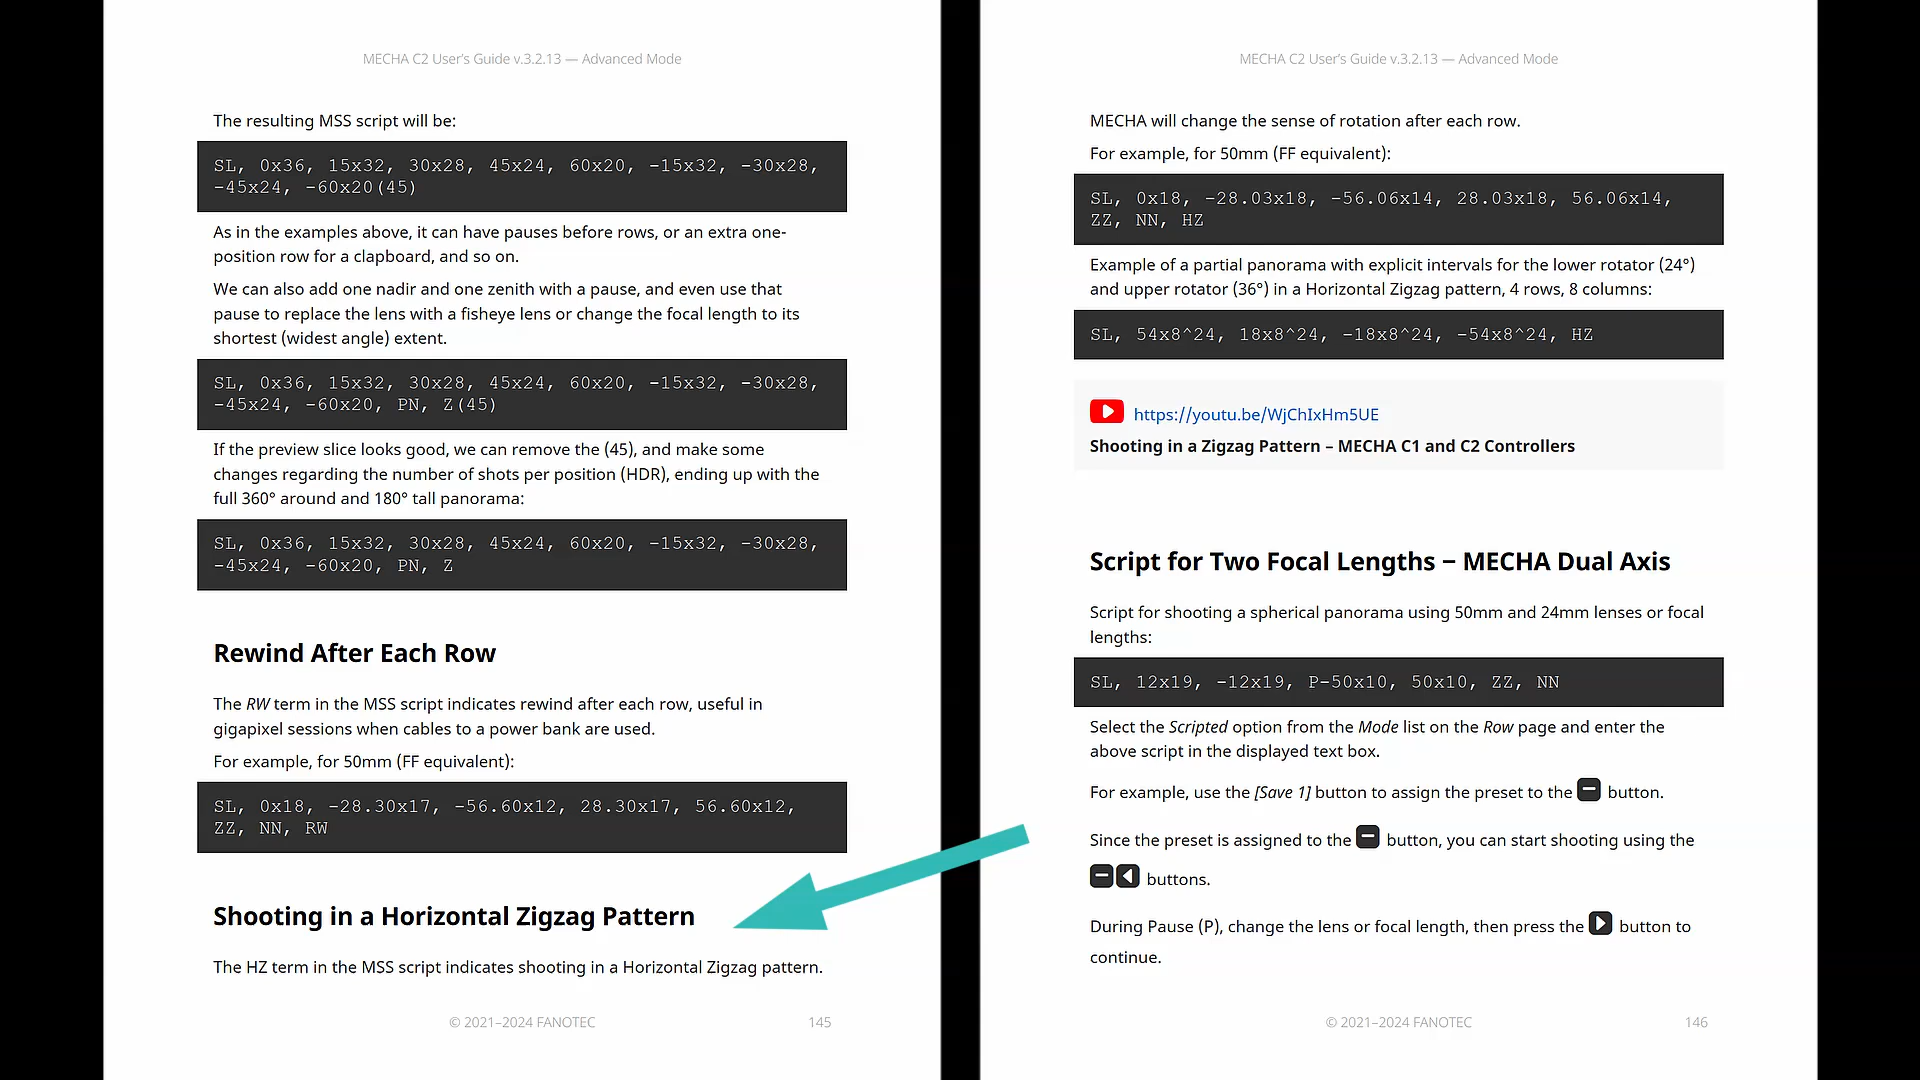 MECHA C2 User's Guide v.3.2.13 — Advanced Mode
The resulting MSS script will be:
SL, 0x36, 15x32, 30x28, 45x24, 60x20, -15x32, -30x28,
-45x24, -60x20(45)
As in the examples above, it can have pauses before rows, or an extra one-
position row for a clapboard, and so on.
We can also add one nadir and one zenith with a pause, and even use that
pause to replace the lens with a fisheye lens or change the focal length to its
shortest (widest angle) extent.
SL, 0x36, 15x32, 30x28, 45x24, 60x20, -15x32, -30x28,
-45x24, -60x20, PN, Z(45)
If the preview slice looks good, we can remove the (45), and make some
changes regarding the number of shots per position (HDR), ending up with the
full 360° around and 180° tall panorama:
SL, 0x36, 15x32, 30x28, 45x24, 60x20, -15x32, -30x28,
-45x24, -60x20, PN, Z
Rewind After Each Row
The RW term in the MSS script indicates rewind after each row, useful in
gigapixel sessions when cables to a power bank are used.
For example, for 50mm (FF equivalent):
SL, 0x18, -28.30x17, -56.60x12, 28.30x17, 56.60x12,
ZZ, NN, RW
Shooting in a Horizontal Zigzag Pattern
The HZ term in the MSS script indicates shooting in a Horizontal Zigzag pattern.
© 2021–2024 FANOTEC 145
MECHA C2 User's Guide v.3.2.13 — Advanced Mode
MECHA will change the sense of rotation after each row.
For example, for 50mm (FF equivalent):
SL, 0x18, -28.03x18, -56.06x14, 28.03x18, 56.06x14,
ZZ, NN, HZ
Example of a partial panorama with explicit intervals for the lower rotator (24°)
and upper rotator (36°) in a Horizontal Zigzag pattern, 4 rows, 8 columns:
SL, 54x8^24, 18x8^24, -18x8^24, -54x8^24, HZ
https://youtu.be/WjChIxHm5UE
Shooting in a Zigzag Pattern – MECHA C1 and C2 Controllers
Script for Two Focal Lengths – MECHA Dual Axis
Script for shooting a spherical panorama using 50mm and 24mm lenses or focal
lengths:
SL, 12x19, -12x19, P-50x10, 50x10, ZZ, NN
Select the Scripted option from the Mode list on the Row page and enter the
above script in the displayed text box.
For example, use the [Save 1] button to assign the preset to the button.
Since the preset is assigned to the button, you can start shooting using the
buttons.
During Pause (P), change the lens or focal length, then press the button to
continue.
© 2021–2024 FANOTEC 146